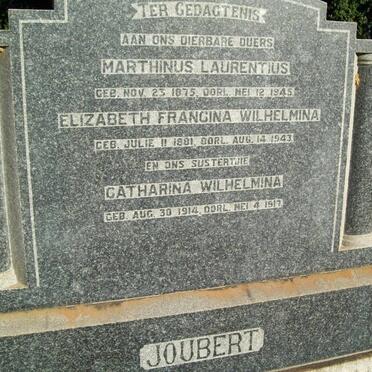 TER GEDAGTENIS
AAN ONS DIERBARE OUERS
MARTHINUS LAURENTIUS
GEB. NOV. 23 1875, OORL. MEI 12 1945.
ELIZABETH FRANCINA WILHELMINA
GEB. JULIE 11 1881, OORL. AUG. 14 1943.
EN ONS SUSTERTJIE
CATHARINA WILHELMINA
GEB. AUG. 30 1914, OORL. MEI 4 1917.
JOUBERT